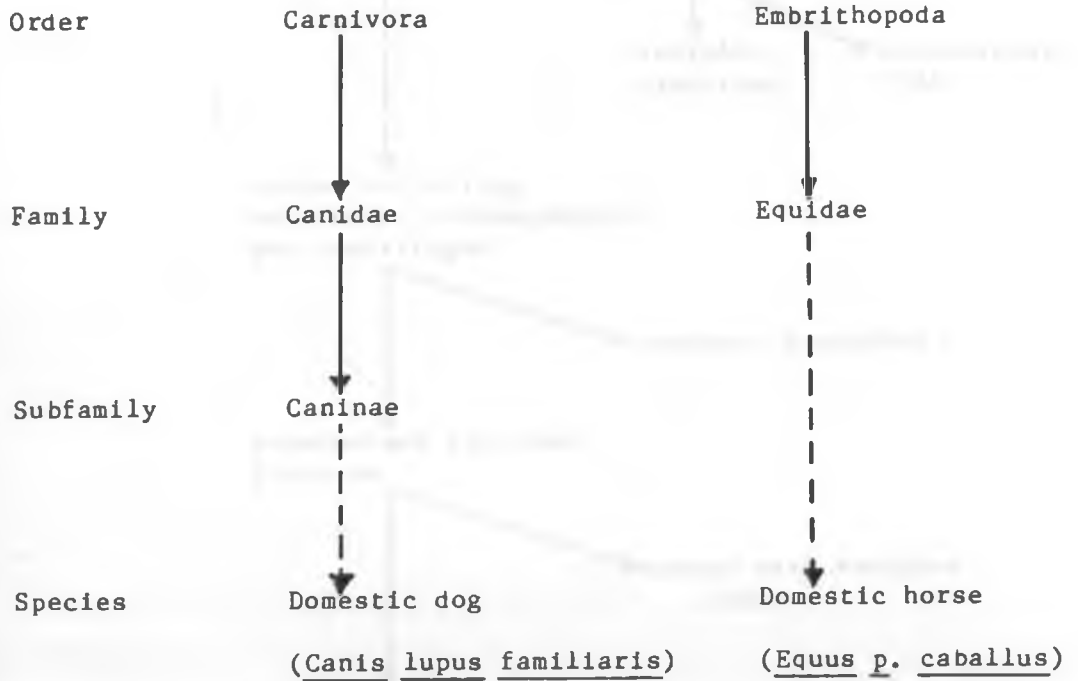 Order Carnivora Embrithopoda
Family Canidae Equidae
Subfamily Caninae
Species Domestic dog Domestic horse
(Canis lupus familiaris) (Equus p. caballus)